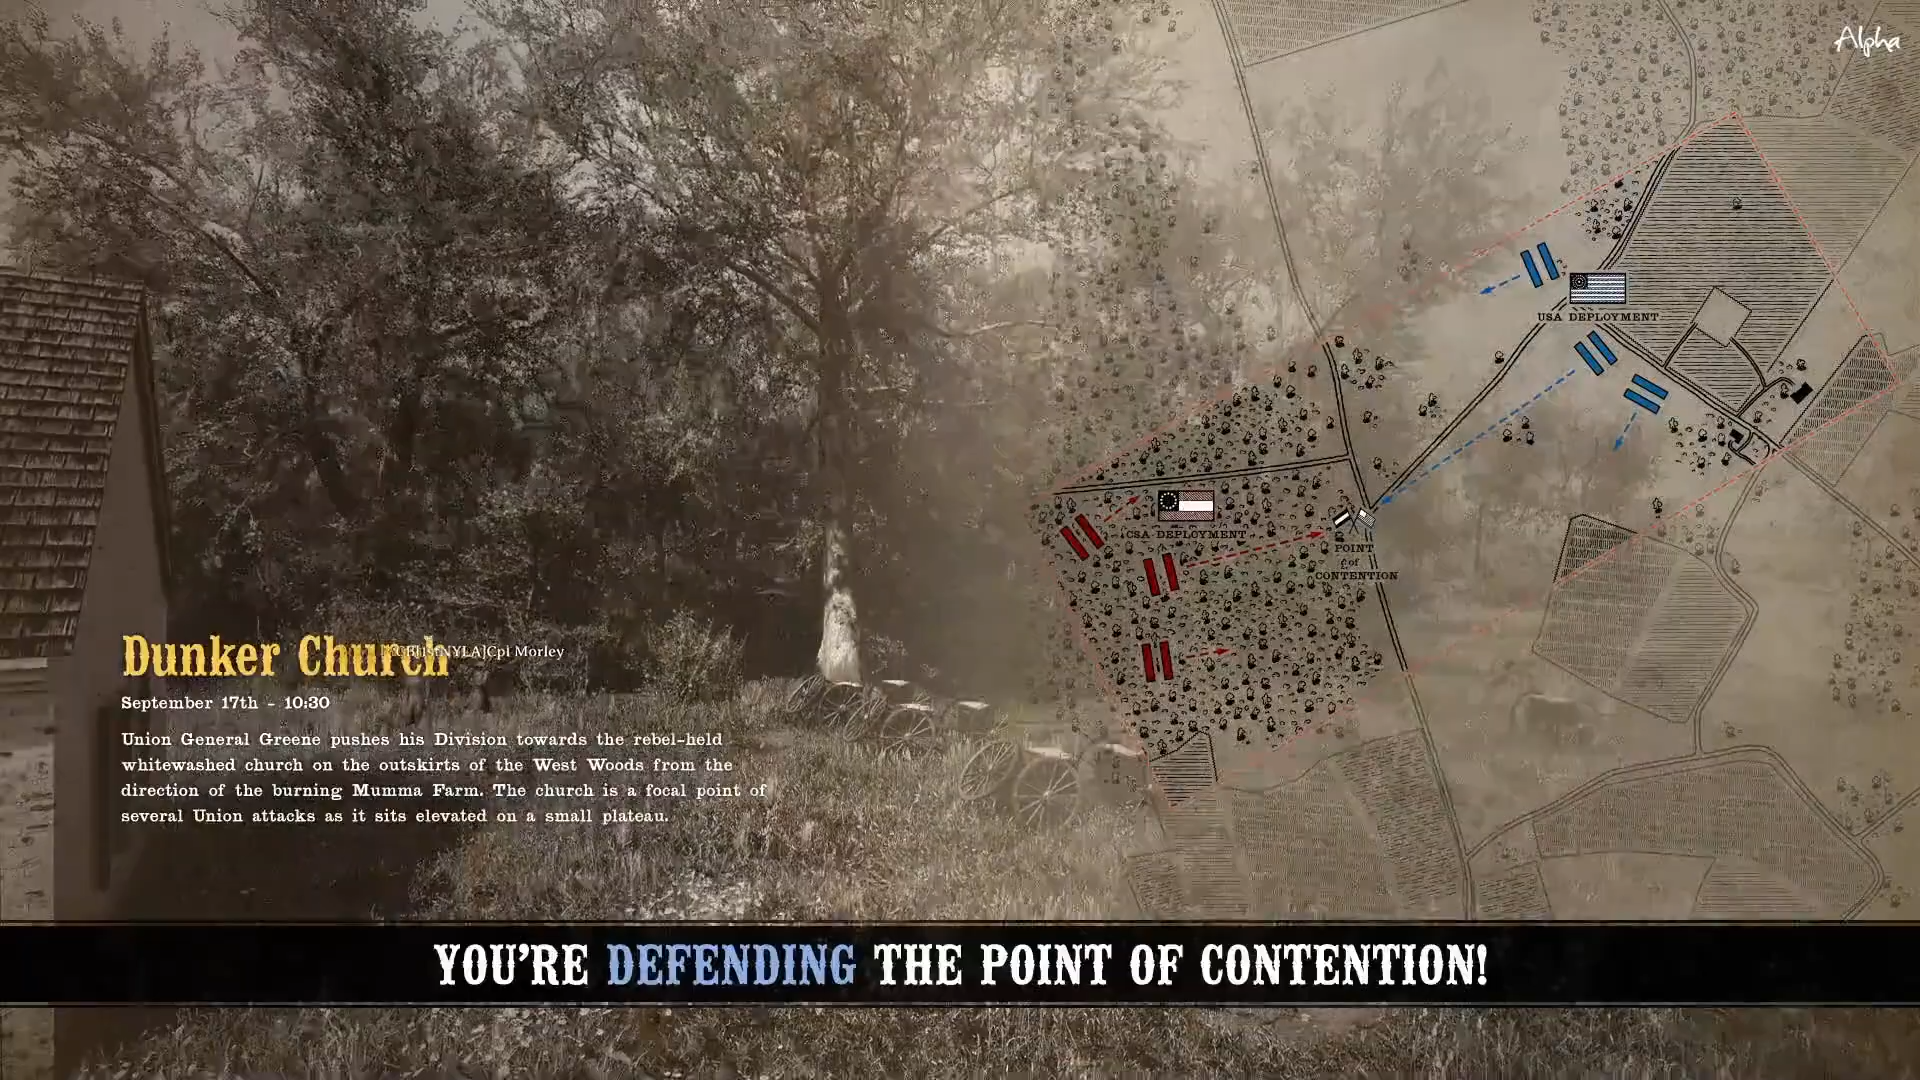 Alpha
USA DEPLOYMENT
CSA DEPLOYMENT
POINT
of
CONTENTION
Dunker Church
NYLA]Cpl Morley
September 17th - 10:30
Union General Greene pushes his Division towards the rebel-held
whitewashed church on the outskirts of the West Woods from the
direction of the burning Mumma Farm. The church is a focal point of
several Union attacks as it sits elevated on a small plateau.
YOU'RE DEFENDING THE POINT OF CONTENTION!